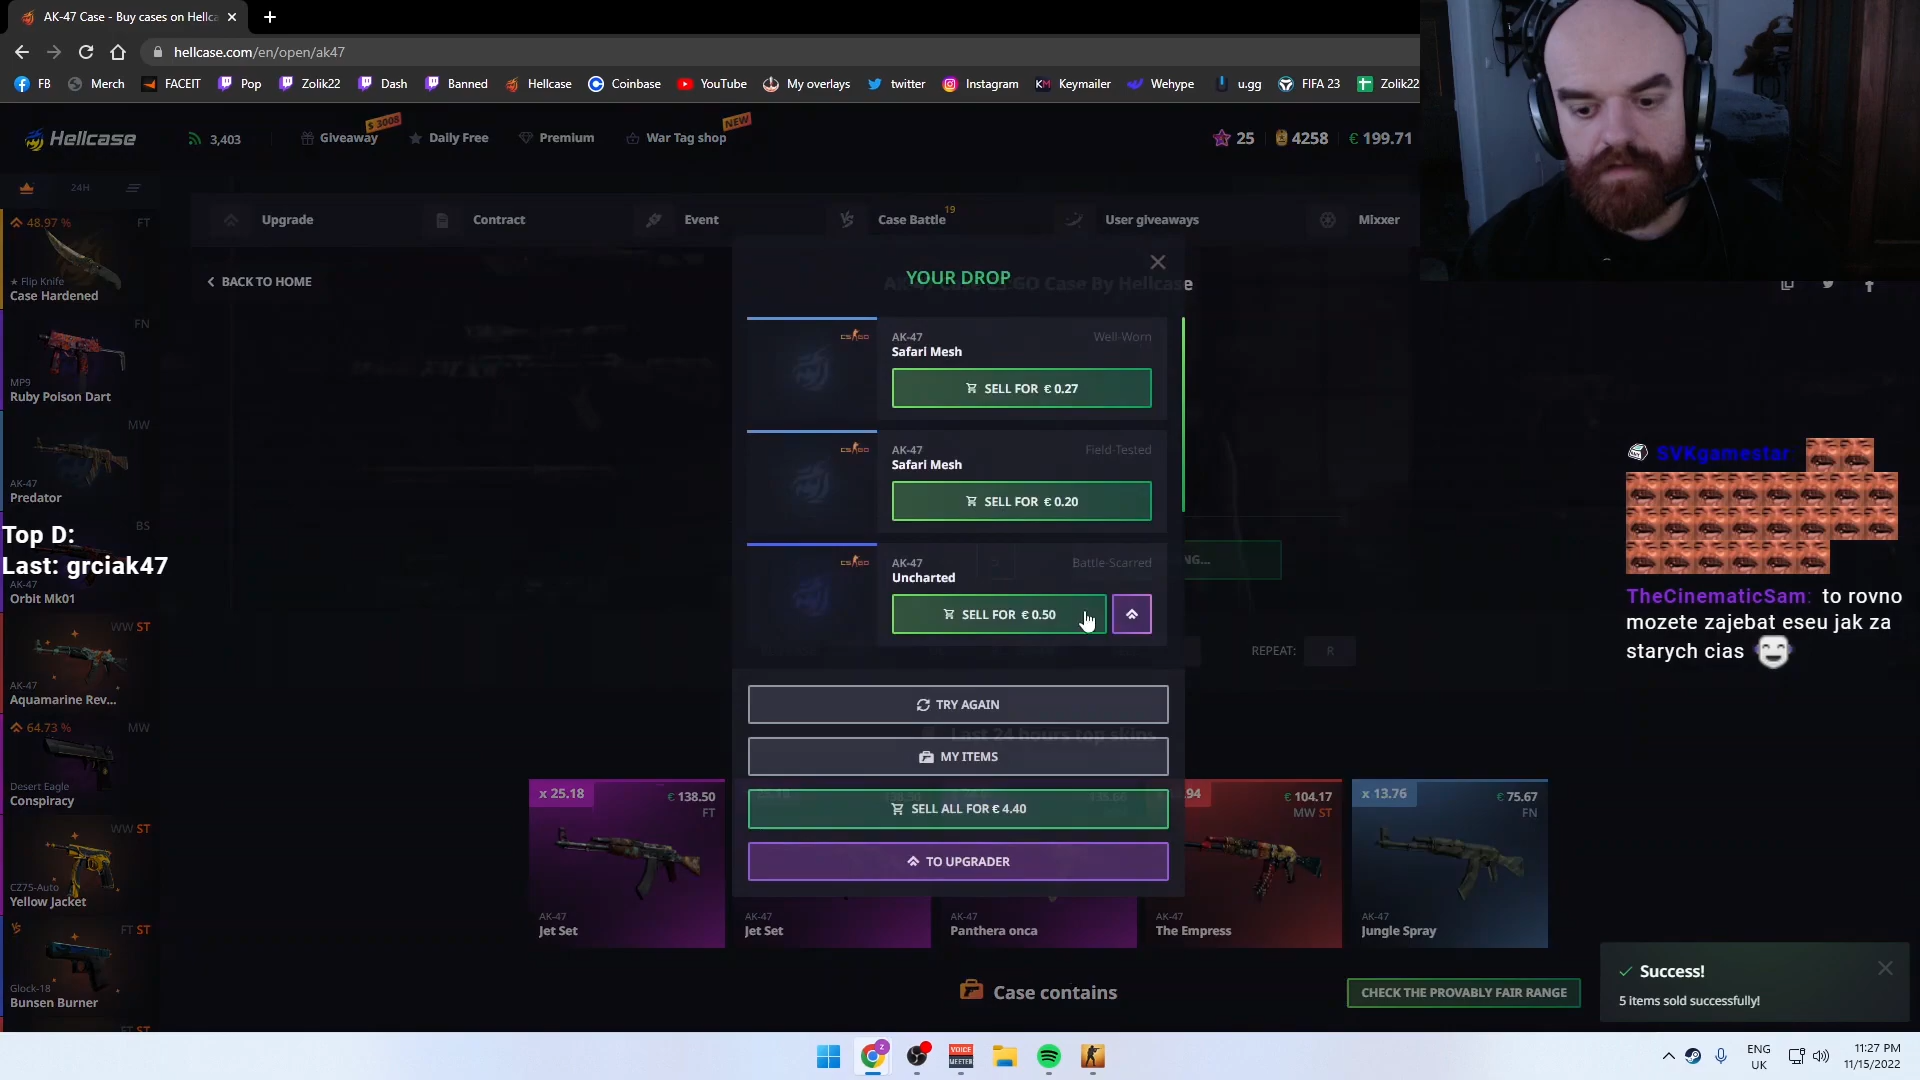 AK-47 Case - Buy cases on Hellca
hellcase.com/en/open/ak47
FB
Merch
FACEIT
Pop
Zolik22
Dash
Banned
Hellcase
Coinbase
YouTube
My overlays
twitter
Instagram
Keymailer
Wehype
u.gg
FIFA 23
Zolik22
Hellcase
3,403
Giveaway
$ 3008
Daily Free
Premium
War Tag shop
NEW
25
4258
€ 199.71
24H
Upgrade
Contract
Event
Case Battle
19
User giveaways
Mixxer
BACK TO HOME
48.97 %
FT
★ Flip Knife
Case Hardened
FN
MP9
Ruby Poison Dart
MW
AK-47
Predator
BS
Top D:
Last: grciak47
AK-47
Orbit Mk01
WW ST
AK-47
Aquamarine Rev...
64.73 %
MW
Desert Eagle
Conspiracy
WW ST
CZ75-Auto
Yellow Jacket
FT ST
Glock-18
Bunsen Burner
FT ST
YOUR DROP
AK-47
Safari Mesh
Well-Worn
SELL FOR € 0.27
AK-47
Safari Mesh
Field-Tested
SELL FOR € 0.20
AK-47
Uncharted
Battle-Scarred
SELL FOR € 0.50
TRY AGAIN
MY ITEMS
SELL ALL FOR € 4.40
TO UPGRADER
REPEAT: R
Last 24 hours top skins
x 25.18
€ 138.50
FT
AK-47
Jet Set
AK-47
Jet Set
AK-47
Panthera onca
.94
€ 104.17
MW ST
AK-47
The Empress
x 13.76
€ 75.67
FN
AK-47
Jungle Spray
Case contains
CHECK THE PROVABLY FAIR RANGE
SVKgamestar
TheCinematicSam: to rovno
mozete zajebat eseu jak za
starych cias
Success!
5 items sold successfully!
VOICE
MEETER
ENG
UK
11:27 PM
11/15/2022